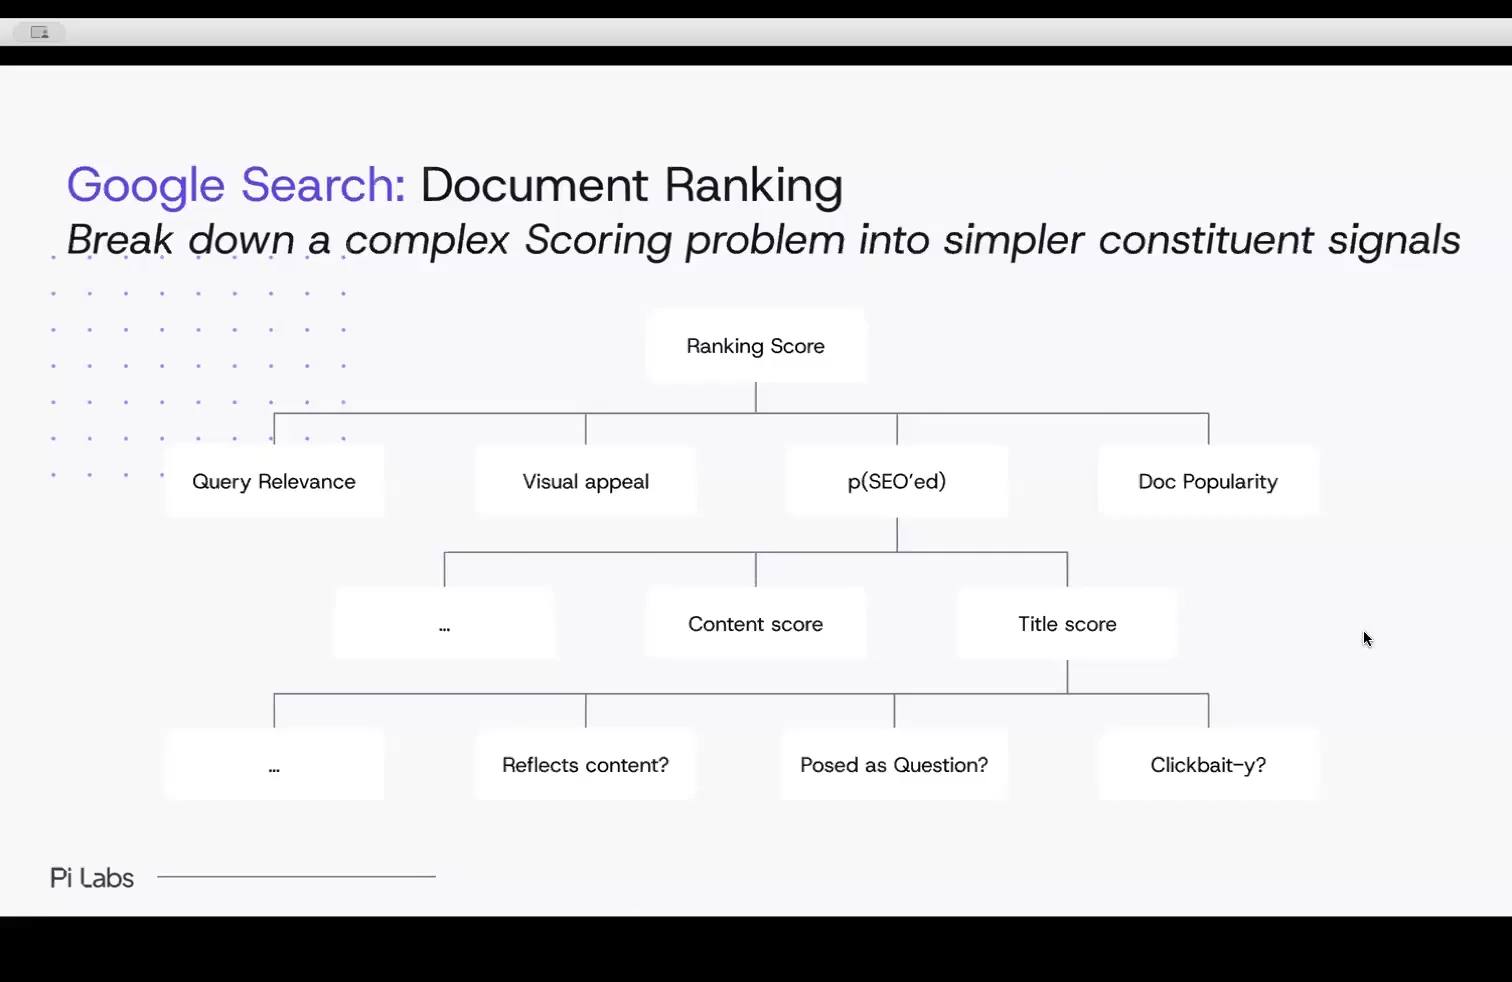 Google Search: Document Ranking
Break down a complex Scoring problem into simpler constituent signals
Ranking Score
Query Relevance
Visual appeal
p(SEO'ed)
Doc Popularity
...
Content score
Title score
...
Reflects content?
Posed as Question?
Clickbait-y?
Pi Labs